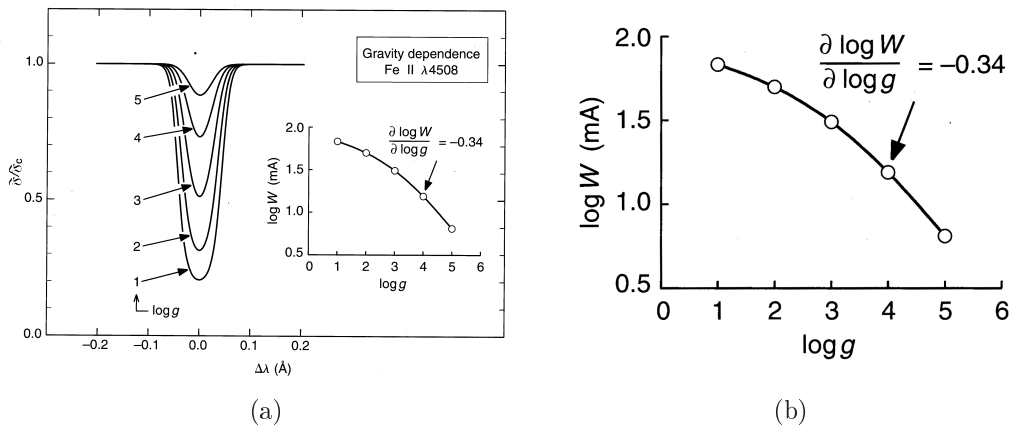 Gravity dependence
Fe II λ4508
1.0
0.5
0.0
5
4
3
2
1
log g
−0.2
−0.1
0.0
0.1
0.2
Δλ (Å)
∂ log W
∂ log g
= −0.34
log W (mA)
2.0
1.5
1.0
0.5
0
1
2
3
4
5
6
log g
(a)
∂ log W
∂ log g
= −0.34
log W (mA)
2.0
1.5
1.0
0.5
0
1
2
3
4
5
6
log g
(b)